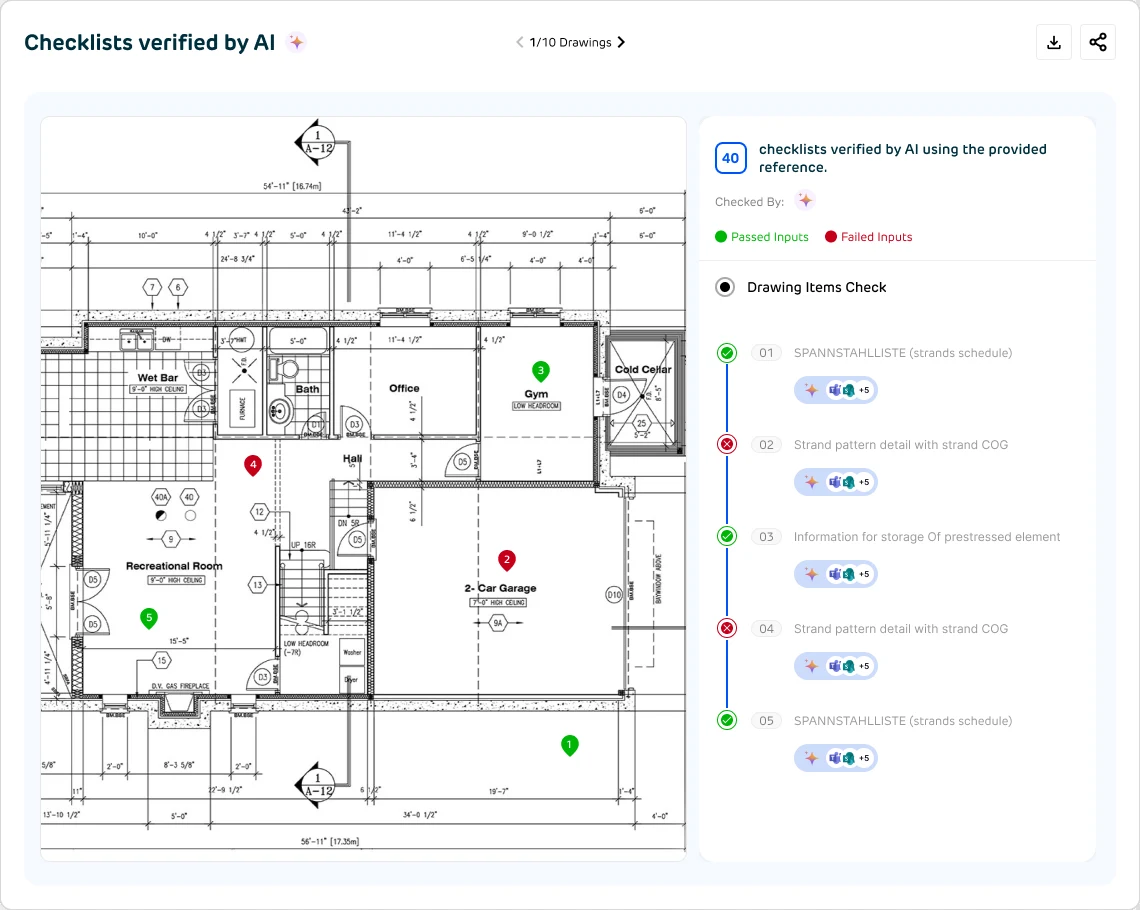 Checklists verified by AI
1/10 Drawings
40
checklists verified by AI using the provided
reference.
Checked By:
Passed Inputs
Failed Inputs
Drawing Items Check
01
SPANNSTAHLLISTE (strands schedule)
+5
02
Strand pattern detail with strand COG
+5
03
Information for storage Of prestressed element
+5
04
Strand pattern detail with strand COG
+5
05
SPANNSTAHLLISTE (strands schedule)
+5
1
A-12
54'-11" [16.74m]
6'-0"
10'-0"
4 1/2"
3'-7"
4 1/2"
5'-0"
4 1/2"
11'-4 1/2"
4 1/2"
9'-0 1/2"
1'-4"
6'-0"
24'-8 3/4"
4'-0"
4'-0"
4'-0"
7
6
DW
3'-7"
HWT
5'-0"
4 1/2"
11'-4 1/2"
4 1/2"
3
Wet Bar
9'-0" HIGH CEILING
D3
D3
F.D.
FURNACE
Bath
D1
Office
D3
4 1/2"
Gym
LOW HEADROOM
Cold Cellar
D4
F.D.
8'-5"
25
5'-2"
L1+L7
4
Hall
3'-4"
D5
L1+L7
40A
40
12
9
DN 5R
D5
6 1/2"
4 1/2"
UP 16R
Recreational Room
9'-0" HIGH CEILING
13
2
2- Car Garage
7'-0" HIGH CEILING
9A
D10
BAYWINDOW ABOVE
D5
D5
5
3'-1 1/2"
15'-5"
15
LOW HEADROOM
(-7R)
Washer
Dryer
D3
D.V. GAS FIREPLACE
1
5/8"
2'-0"
8'-3 5/8"
2'-0"
1
A-12
11"
22'-9 1/2"
19'-7"
1'-4"
13'-10 1/2"
5'-0"
34'-0 1/2"
4'-0"
56'-11" [17.35m]